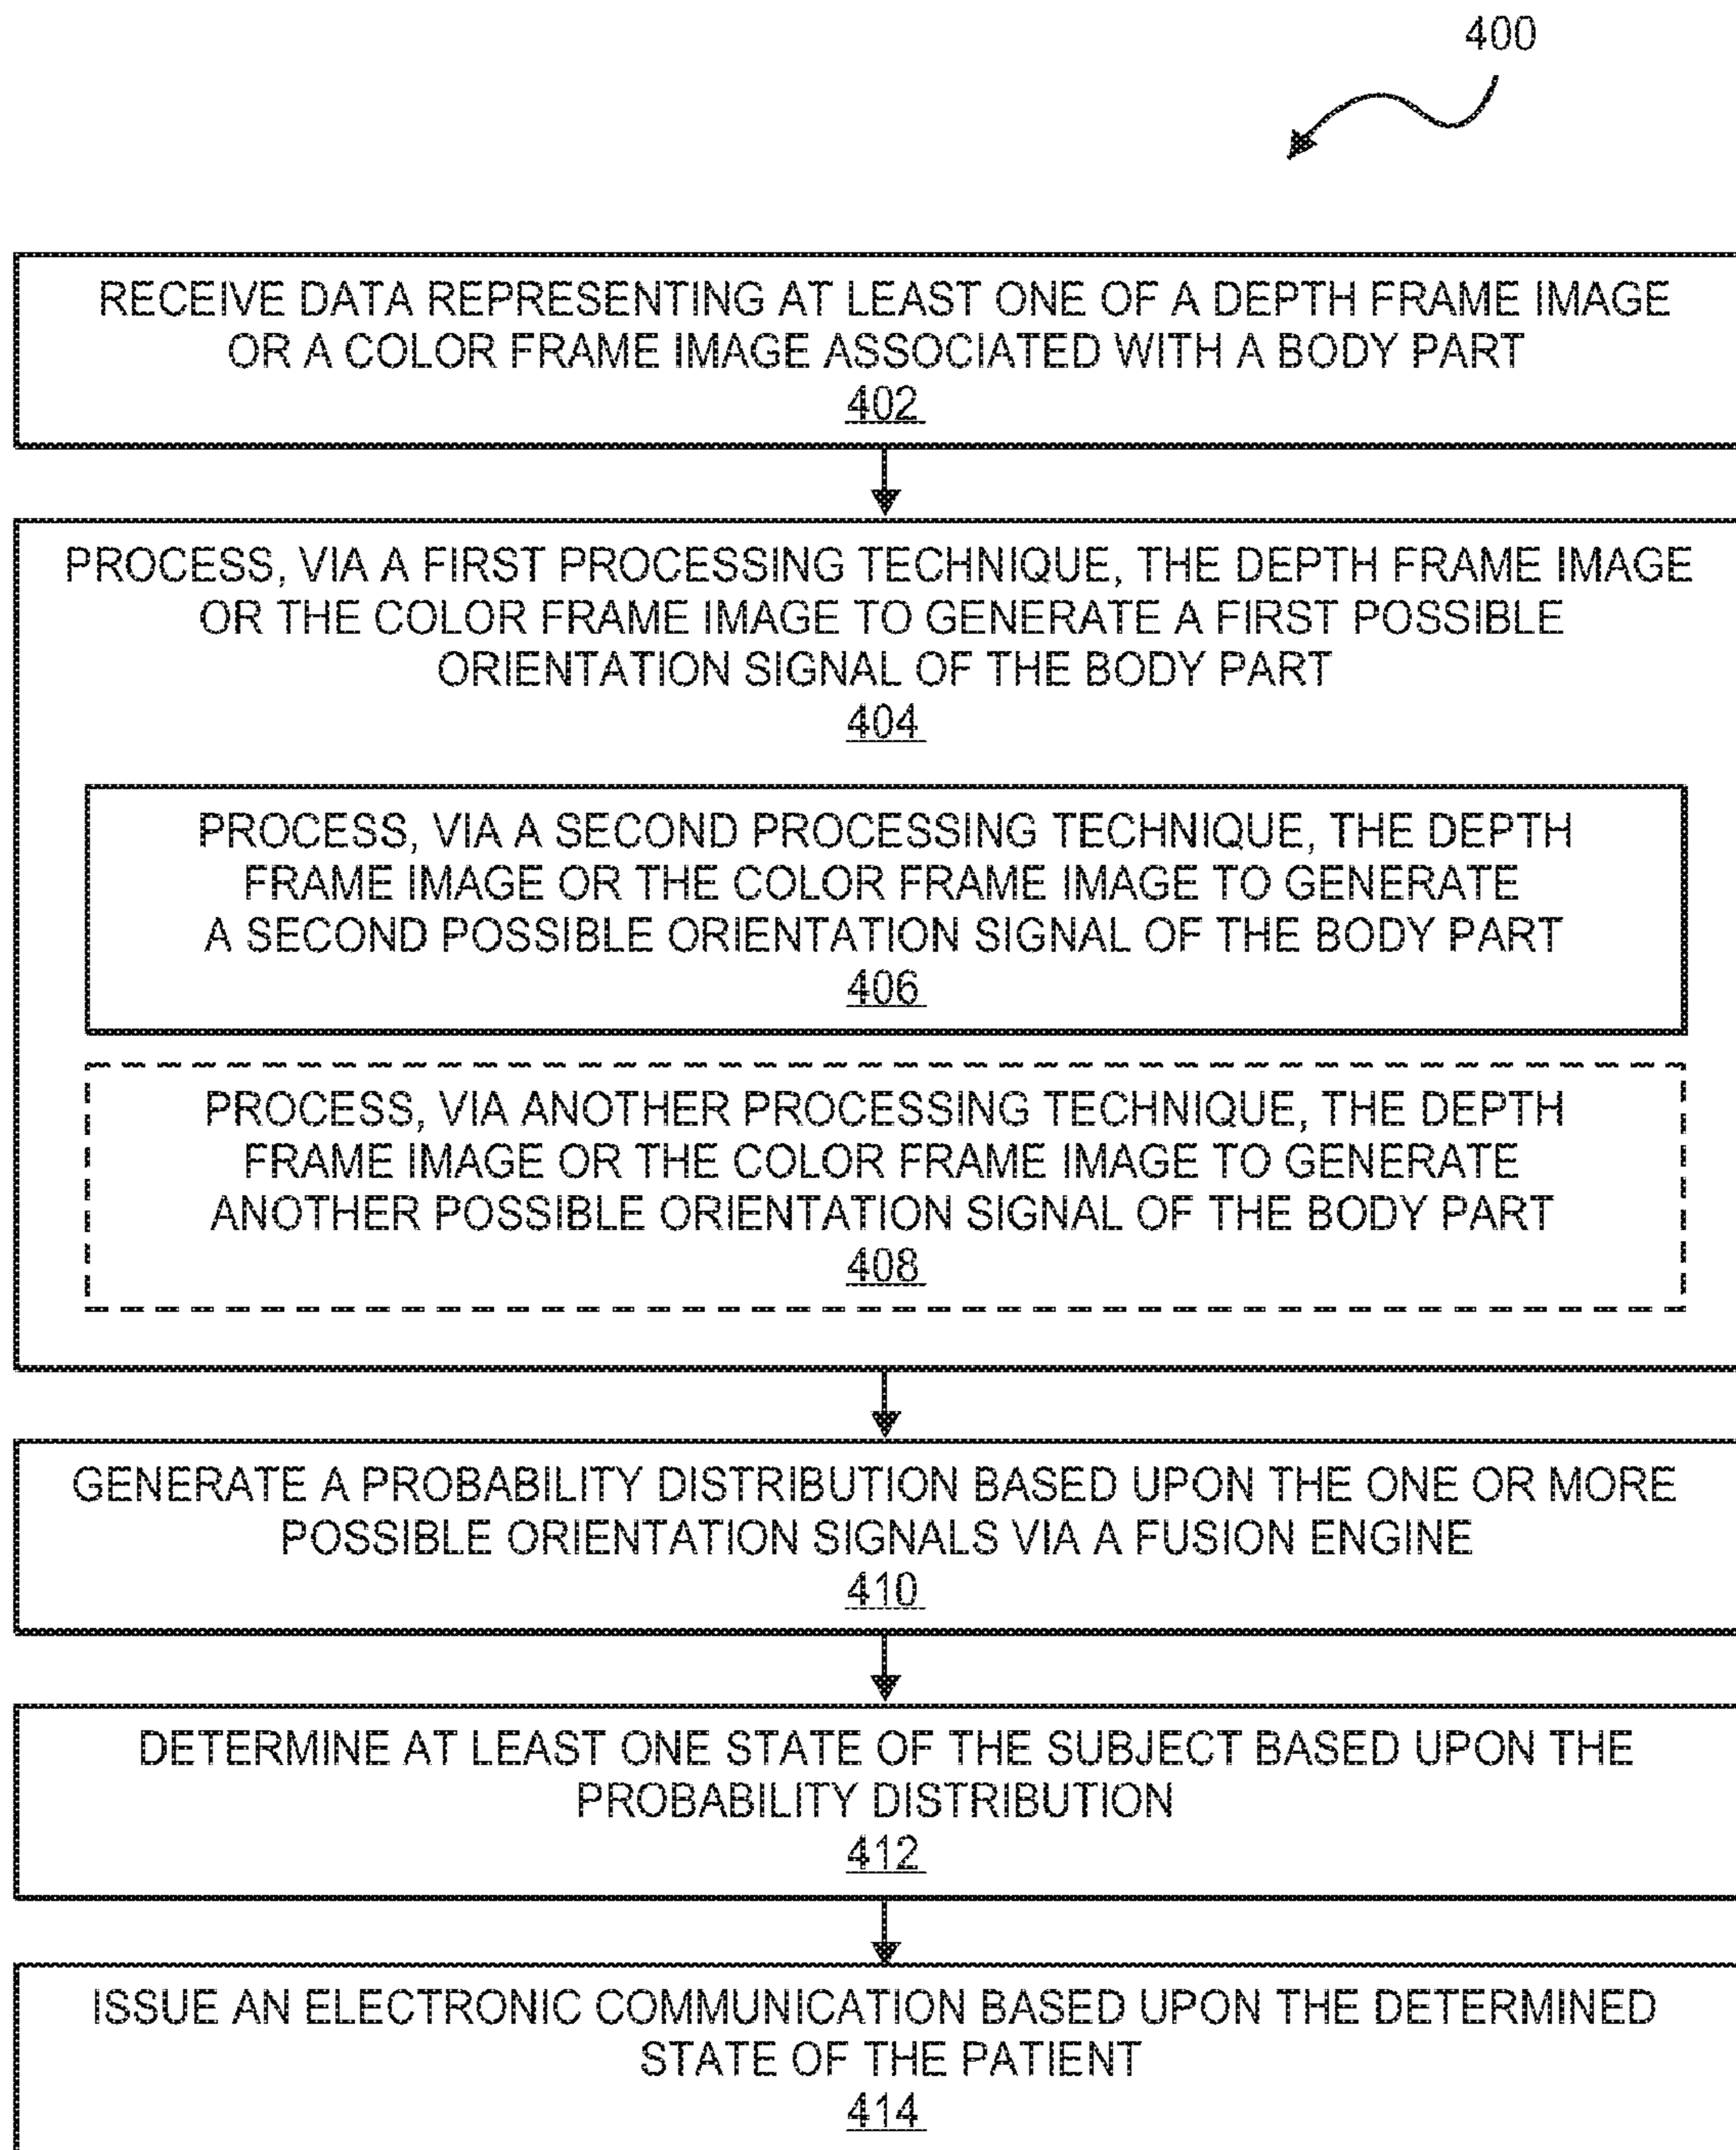 400
RECEIVE DATA REPRESENTING AT LEAST ONE OF A DEPTH FRAME IMAGE
OR A COLOR FRAME IMAGE ASSOCIATED WITH A BODY PART
402
PROCESS, VIA A FIRST PROCESSING TECHNIQUE, THE DEPTH FRAME IMAGE
OR THE COLOR FRAME IMAGE TO GENERATE A FIRST POSSIBLE
ORIENTATION SIGNAL OF THE BODY PART
404
PROCESS, VIA A SECOND PROCESSING TECHNIQUE, THE DEPTH
FRAME IMAGE OR THE COLOR FRAME IMAGE TO GENERATE
A SECOND POSSIBLE ORIENTATION SIGNAL OF THE BODY PART
406
PROCESS, VIA ANOTHER PROCESSING TECHNIQUE, THE DEPTH
FRAME IMAGE OR THE COLOR FRAME IMAGE TO GENERATE
ANOTHER POSSIBLE ORIENTATION SIGNAL OF THE BODY PART
408
GENERATE A PROBABILITY DISTRIBUTION BASED UPON THE ONE OR MORE
POSSIBLE ORIENTATION SIGNALS VIA A FUSION ENGINE
410
DETERMINE AT LEAST ONE STATE OF THE SUBJECT BASED UPON THE
PROBABILITY DISTRIBUTION
412
ISSUE AN ELECTRONIC COMMUNICATION BASED UPON THE DETERMINED
STATE OF THE PATIENT
414